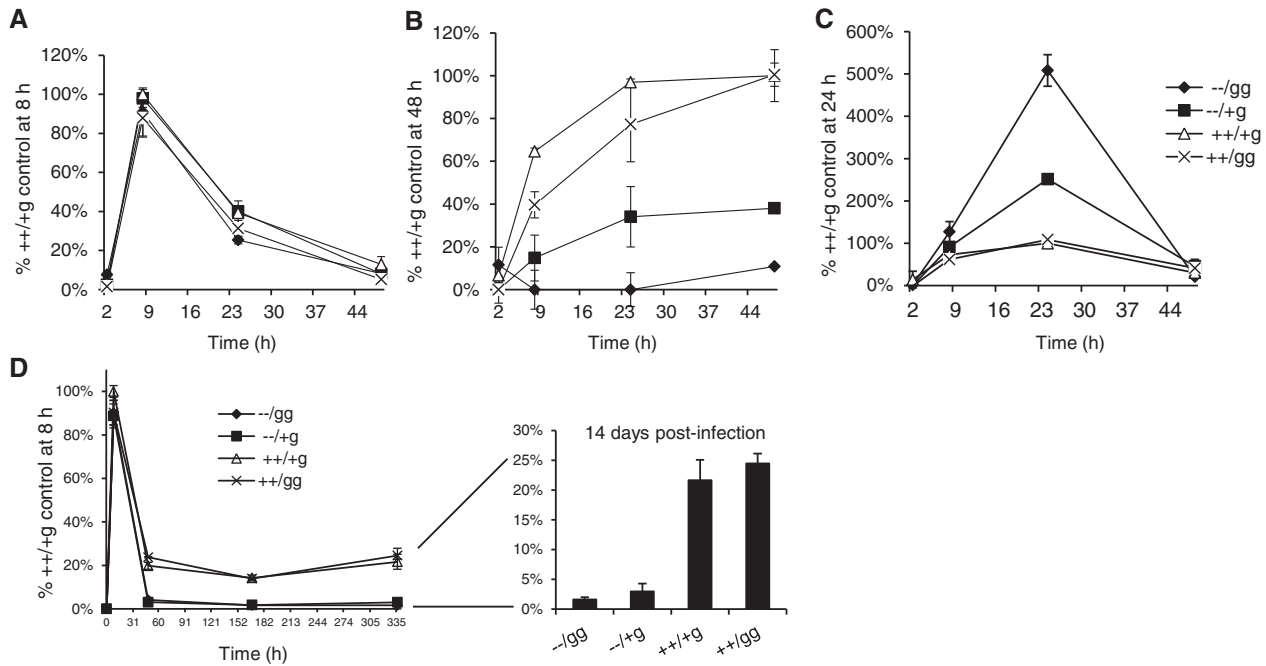 A
% ++/+g control at 8 h
120%
100%
80%
60%
40%
20%
0%
2 9 16 23 30 37 44
Time (h)
B
% ++/+g control at 48 h
120%
100%
80%
60%
40%
20%
0%
2 9 16 23 30 37 44
Time (h)
C
% ++/+g control at 24 h
600%
500%
400%
300%
200%
100%
0%
2 9 16 23 30 37 44
Time (h)
--/gg
--/+g
++/+g
++/gg
D
% ++/+g control at 8 h
100%
80%
60%
40%
20%
0%
0 31 60 91 121 152 182 213 244 274 305 335
Time (h)
--/gg
--/+g
++/+g
++/gg
14 days post-infection
30%
25%
20%
15%
10%
5%
0%
--/gg --/+g ++/+g ++/gg